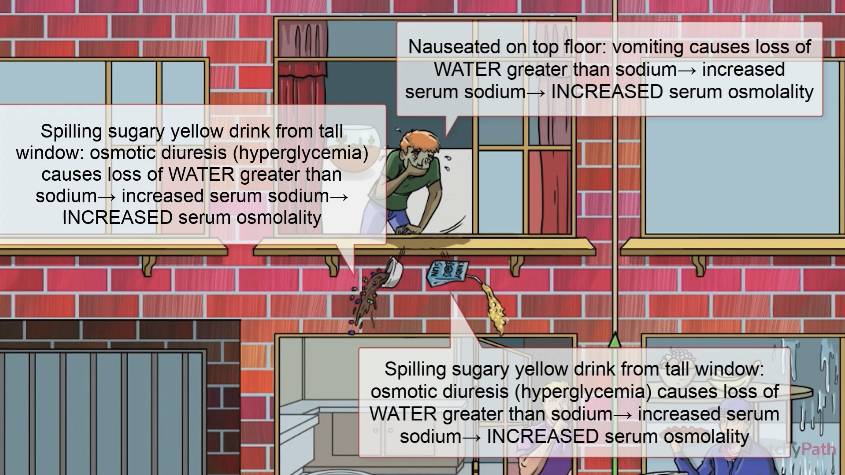 Nauseated on top floor: vomiting causes loss of
WATER greater than sodium→ increased
serum sodium→ INCREASED serum osmolality
Spilling sugary yellow drink from tall
window: osmotic diuresis (hyperglycemia)
causes loss of WATER greater than
sodium→ increased serum sodium→
INCREASED serum osmolality
SUN
Spilling sugary yellow drink from tall window:
osmotic diuresis (hyperglycemia) causes loss of
WATER greater than sodium→ increased serum
sodium→ INCREASED serum osmolality
Path